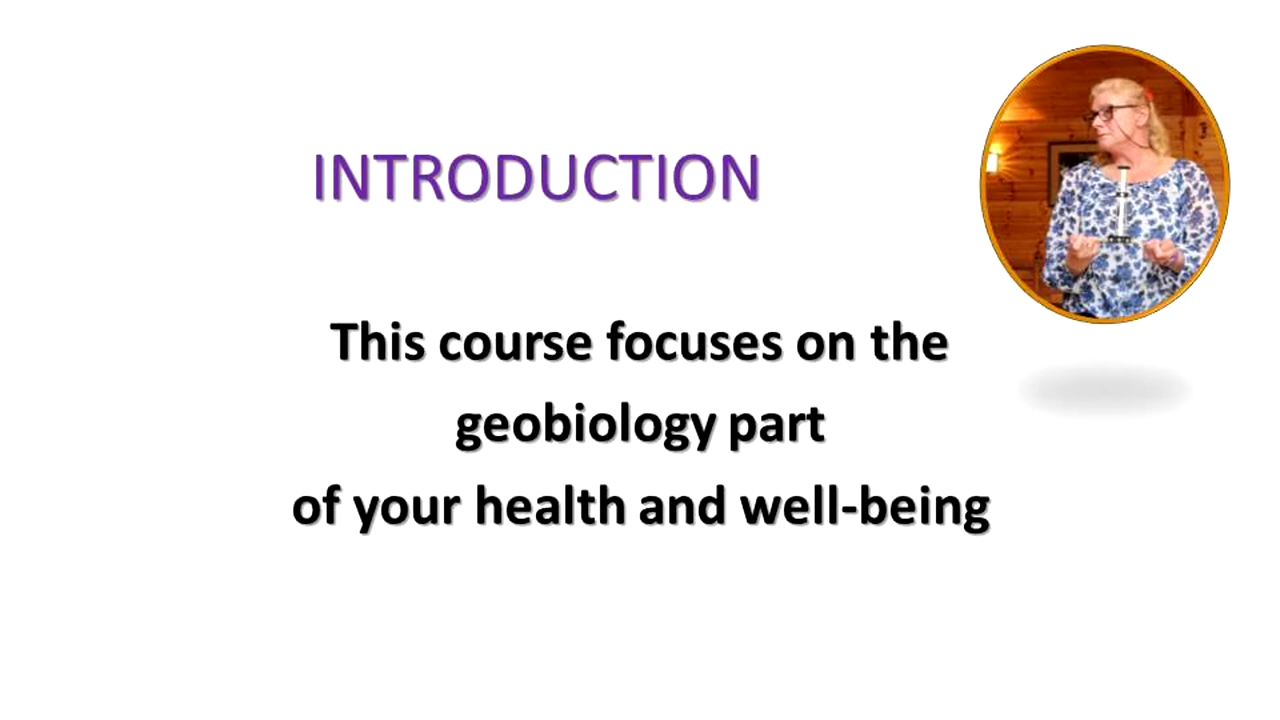 INTRODUCTION
This course focuses on the
geobiology part
of your health and well-being